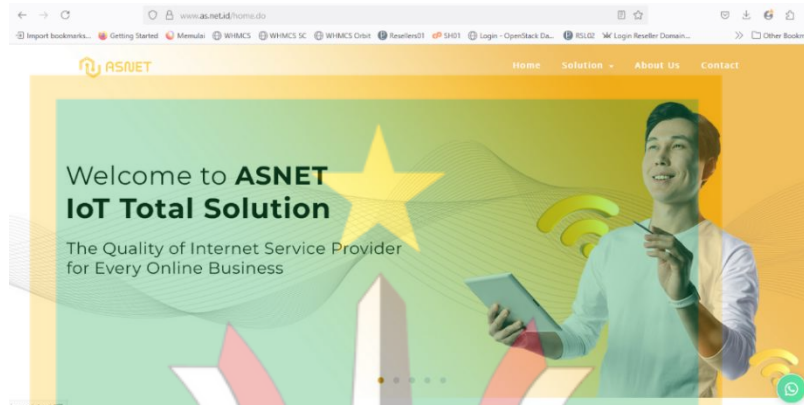 www.as.net.id/home.do
Import bookmarks... Getting Started Memulai WHMCS WHMCS SC WHMCS Orbit Resellers01 SH01 Login - OpenStack Da... RSL02 Login Reseller Domain... Other Bookm
ASNET Home Solution About Us Contact
Welcome to ASNET
IoT Total Solution
The Quality of Internet Service Provider
for Every Online Business